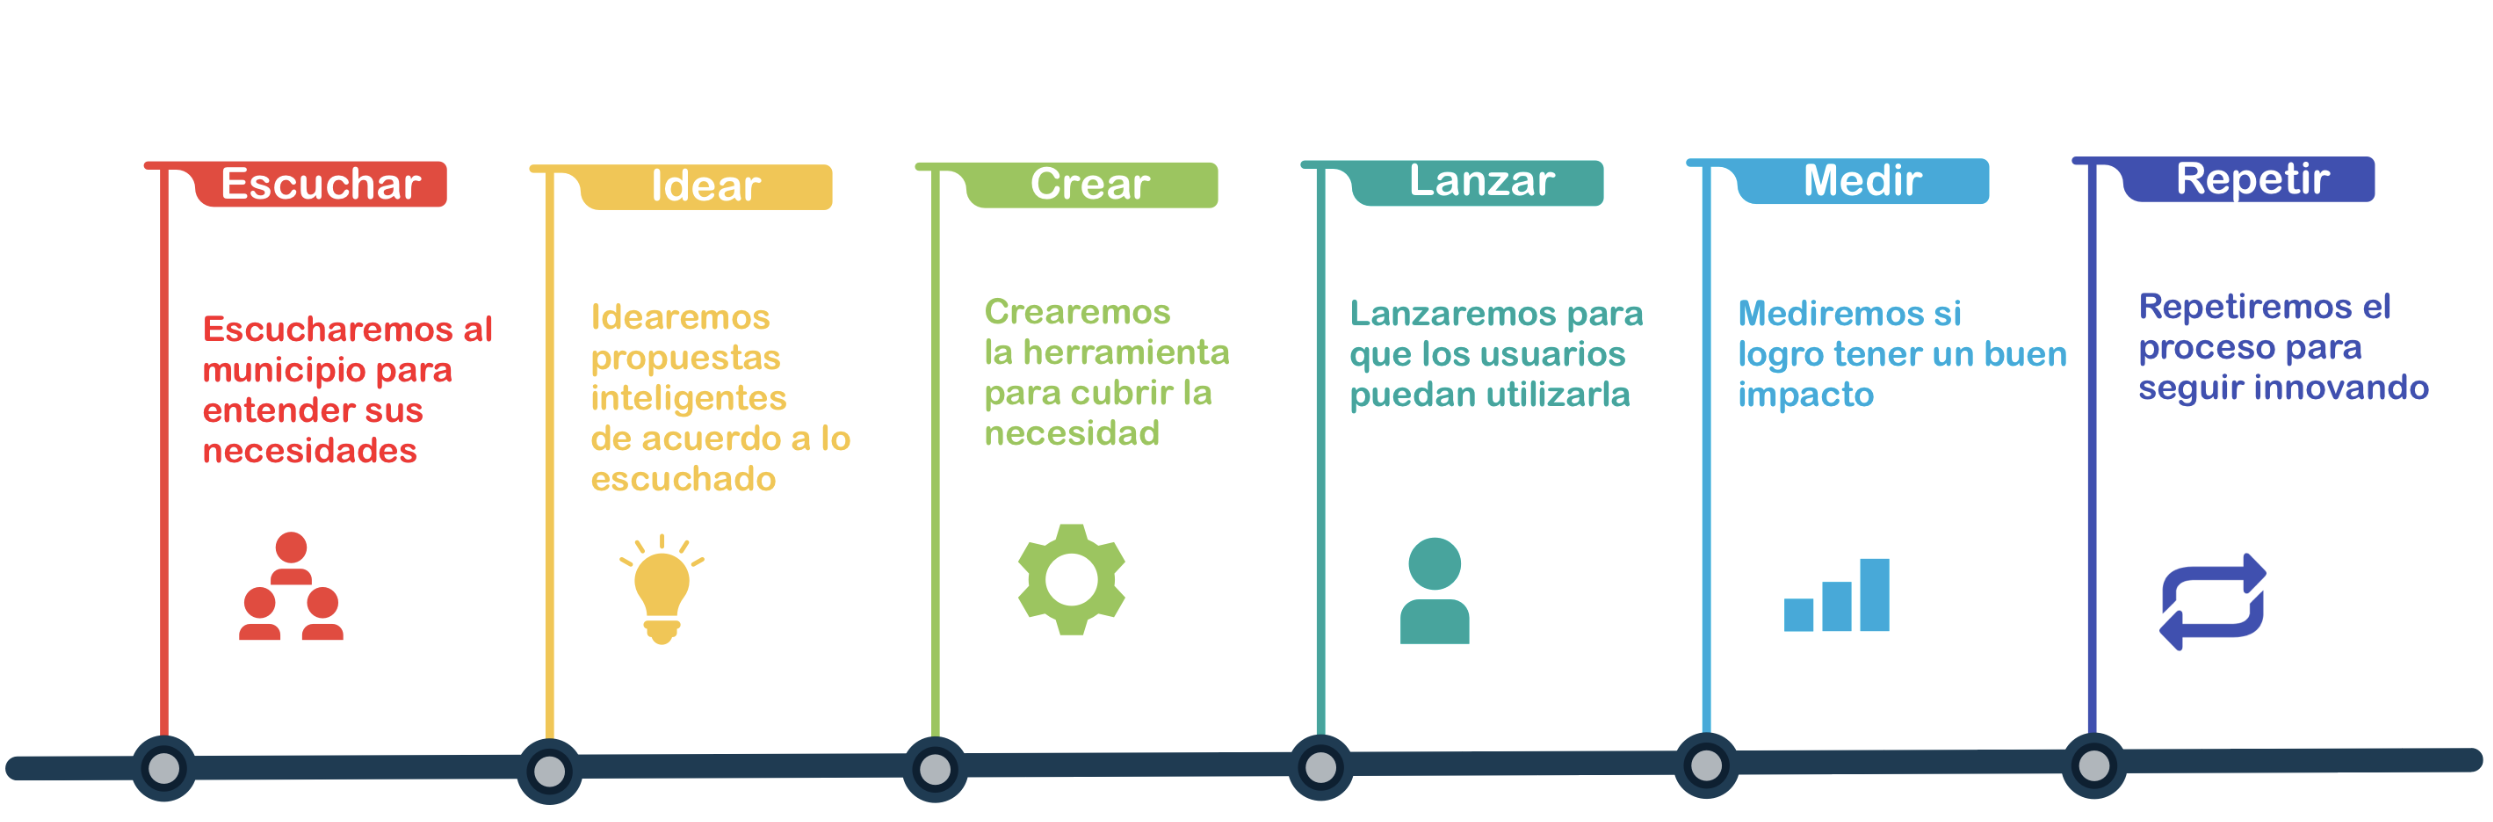 Escuchar
Escucharemos al
municipio para
entender sus
necesidades
Idear
Idearemos
propuestas
inteligentes
de acuerdo a lo
escuchado
Crear
Crearemos
la herramienta
para cubrir la
necesidad
Lanzar
Lanzaremos para
que los usuarios
puedan utilizarla
Medir
Mediremos si
logro tener un buen
impacto
Repetir
Repetiremos el
proceso para
seguir innovando